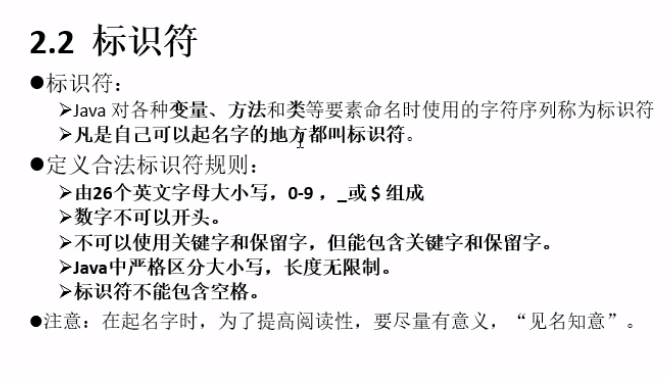 2.2 标识符
●标识符：
➢Java 对各种变量、方法和类等要素命名时使用的字符序列称为标识符
➢凡是自己可以起名字的地方都叫标识符。
●定义合法标识符规则：
➢由26个英文字母大小写，0-9 ，_或 $ 组成
➢数字不可以开头。
➢不可以使用关键字和保留字，但能包含关键字和保留字。
➢Java中严格区分大小写，长度无限制。
➢标识符不能包含空格。
●注意：在起名字时，为了提高阅读性，要尽量有意义，“见名知意”。